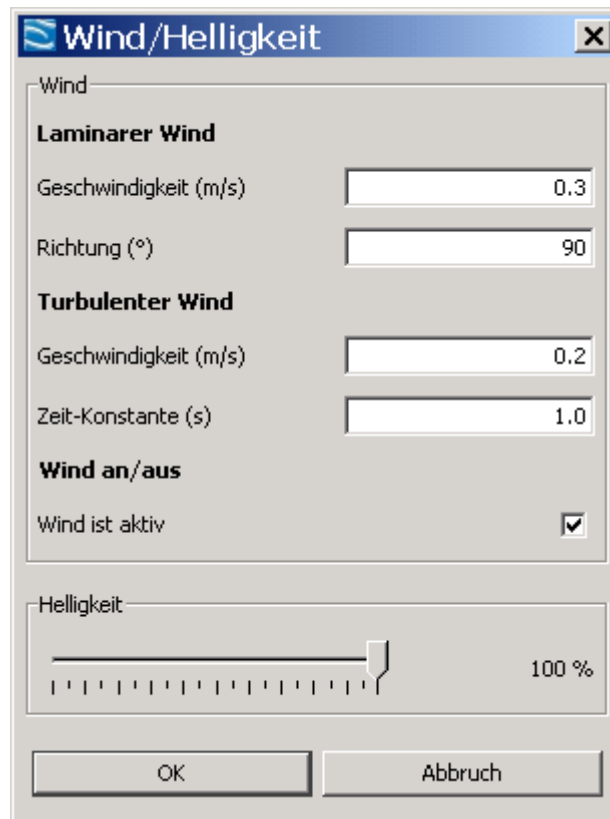 Wind/Helligkeit
Wind
Laminarer Wind
Geschwindigkeit (m/s) 0.3
Richtung (°) 90
Turbulenter Wind
Geschwindigkeit (m/s) 0.2
Zeit-Konstante (s) 1.0
Wind an/aus
Wind ist aktiv
Helligkeit
100 %
OK Abbruch